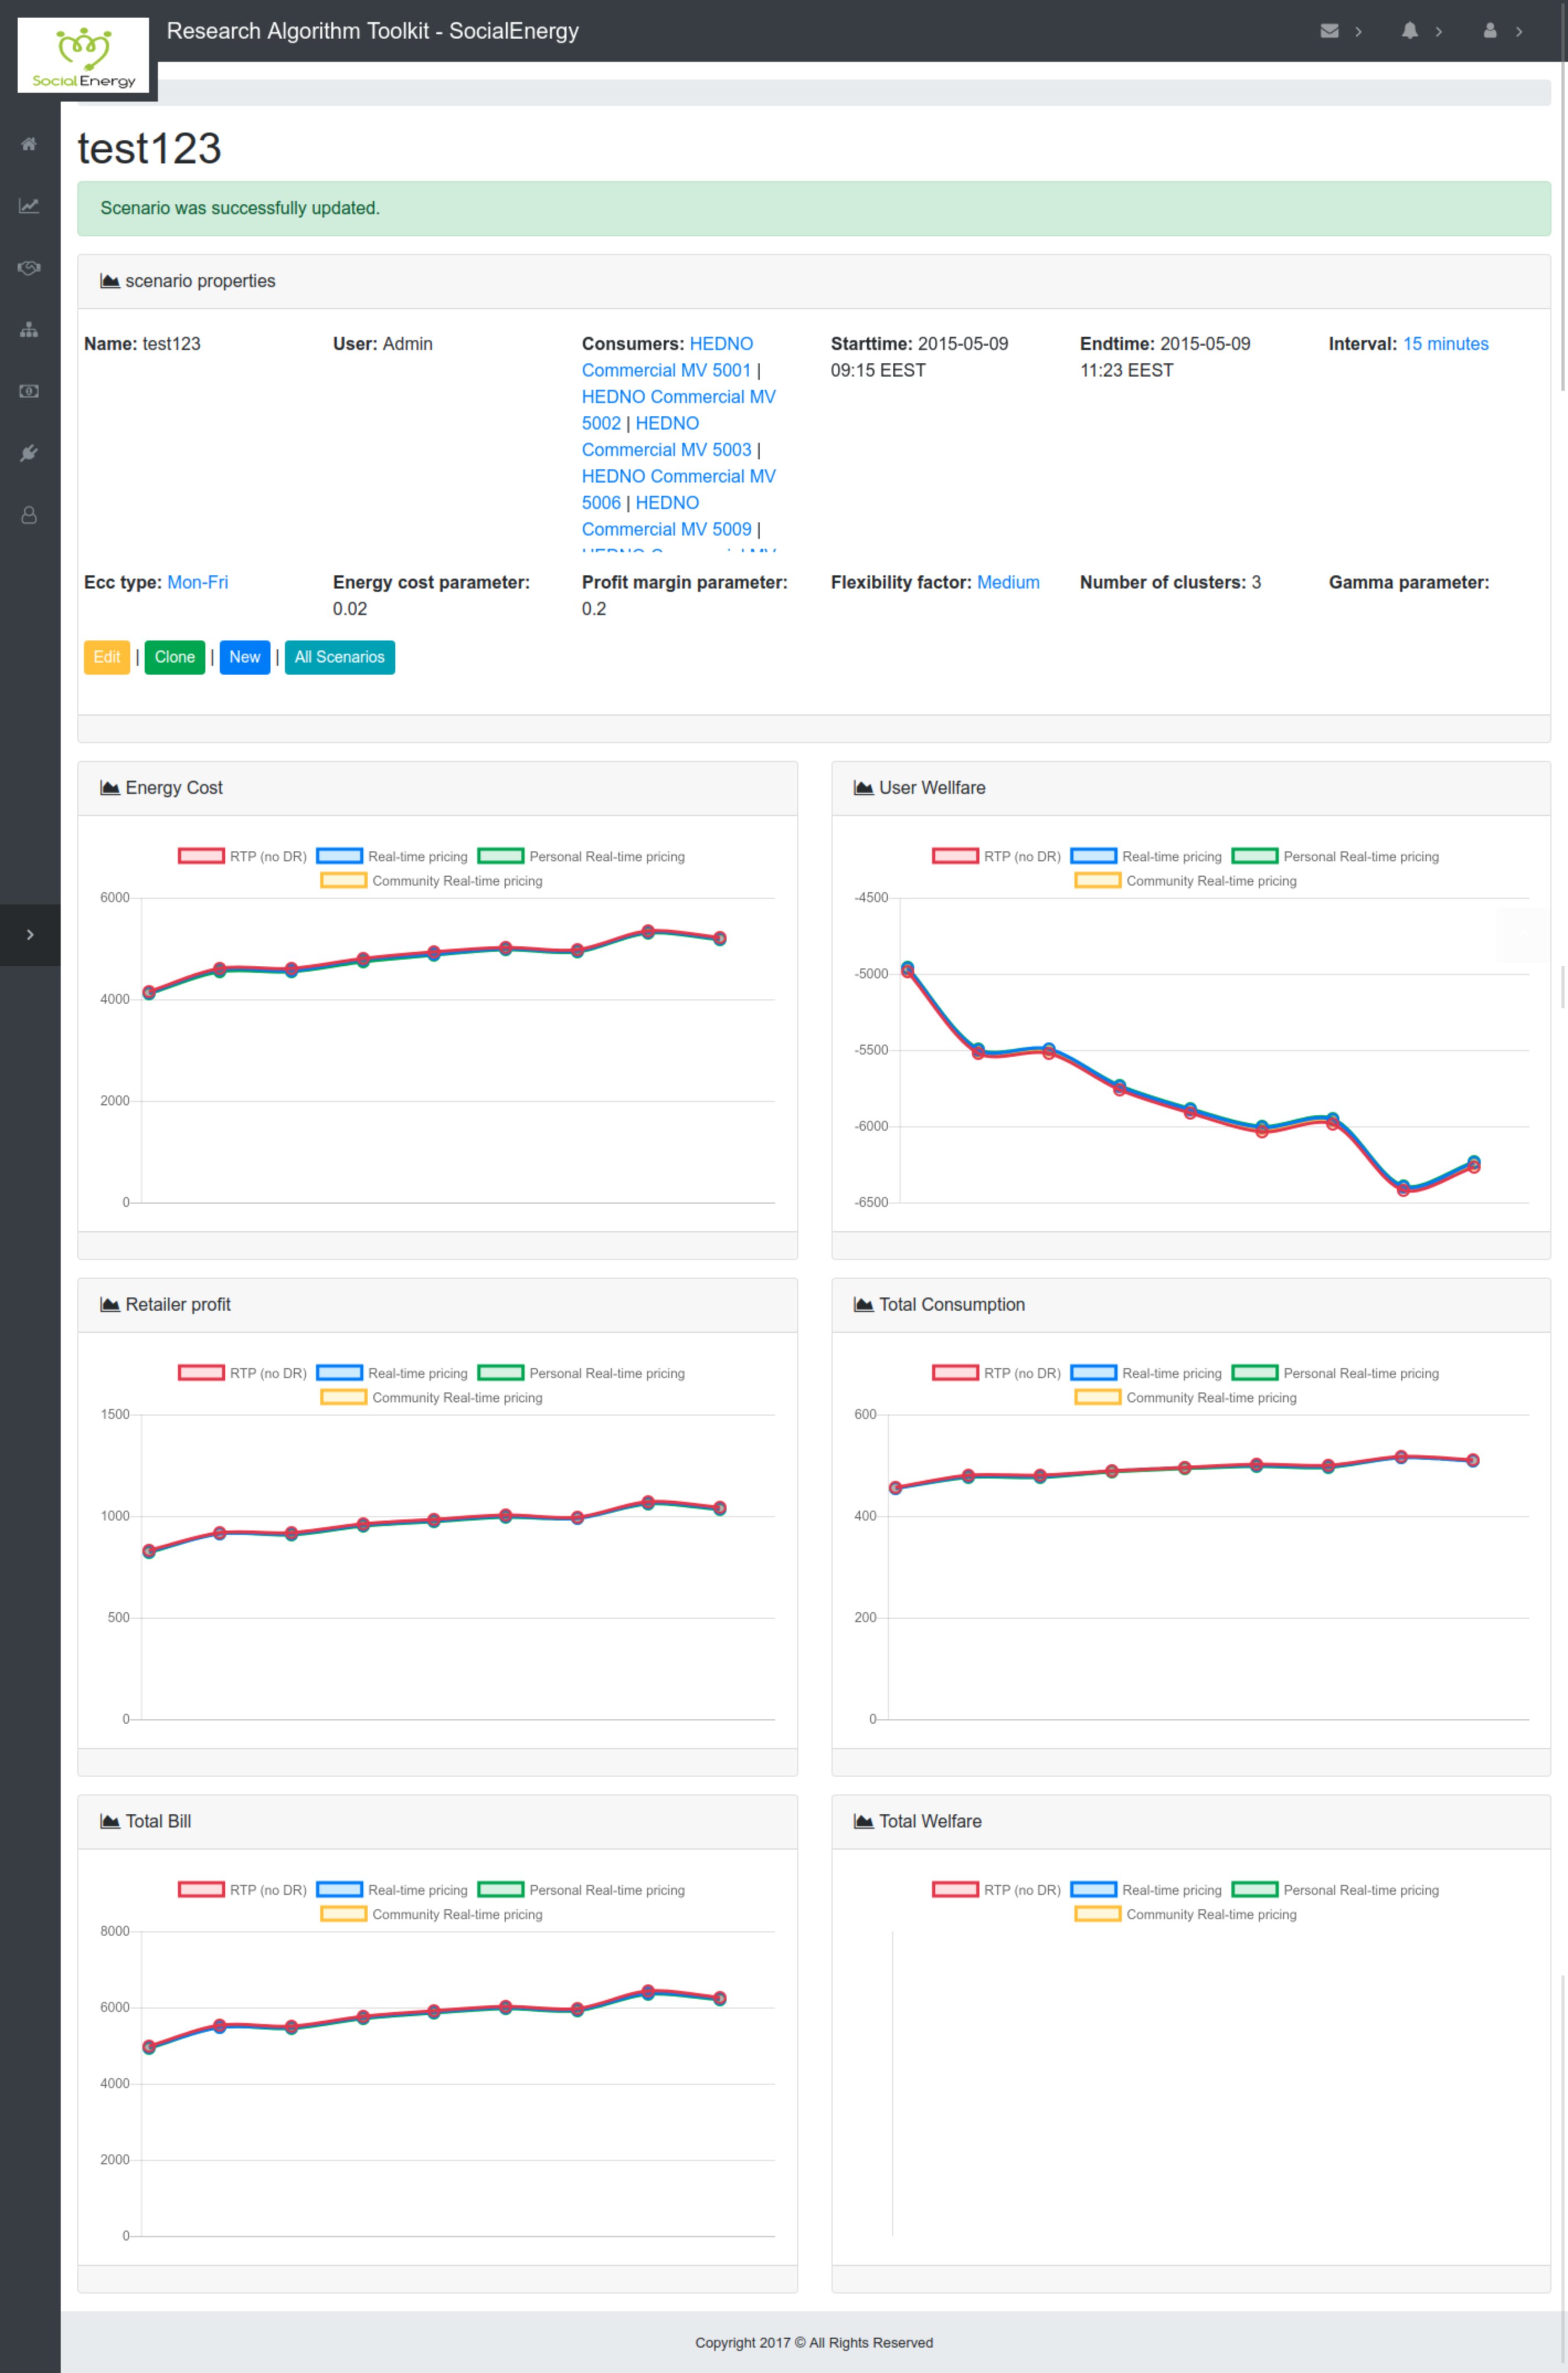 Research Algorithm Toolkit - SocialEnergy
SocialEnergy
test123
Scenario was successfully updated.
scenario properties
Name: test123
User: Admin
Consumers: HEDNO
Commercial MV 5001 |
HEDNO Commercial MV
5002 | HEDNO
Commercial MV 5003 |
HEDNO Commercial MV
5006 | HEDNO
Commercial MV 5009 |
Starttime: 2015-05-09
09:15 EEST
Endtime: 2015-05-09
11:23 EEST
Interval: 15 minutes
Ecc type: Mon-Fri
Energy cost parameter:
0.02
Profit margin parameter:
0.2
Flexibility factor: Medium
Number of clusters: 3
Gamma parameter:
Edit | Clone | New | All Scenarios
Energy Cost
RTP (no DR) Real-time pricing Personal Real-time pricing
Community Real-time pricing
6000
4000
2000
0
User Wellfare
RTP (no DR) Real-time pricing Personal Real-time pricing
Community Real-time pricing
-4500
-5000
-5500
-6000
-6500
Retailer profit
RTP (no DR) Real-time pricing Personal Real-time pricing
Community Real-time pricing
1500
1000
500
0
Total Consumption
RTP (no DR) Real-time pricing Personal Real-time pricing
Community Real-time pricing
600
400
200
0
Total Bill
RTP (no DR) Real-time pricing Personal Real-time pricing
Community Real-time pricing
8000
6000
4000
2000
0
Total Welfare
RTP (no DR) Real-time pricing Personal Real-time pricing
Community Real-time pricing
Copyright 2017 © All Rights Reserved